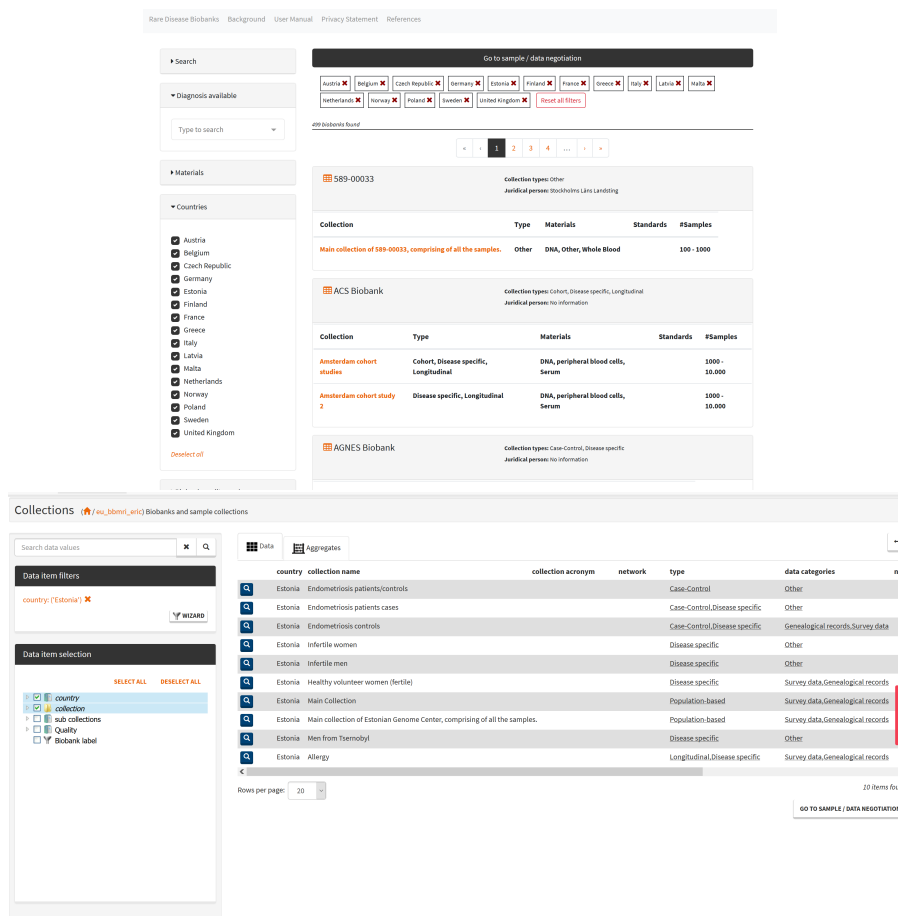 Rare Disease Biobanks Background User Manual Privacy Statement References
Search
Diagnosis available
Type to search
Materials
Countries
Austria
Belgium
Czech Republic
Germany
Estonia
Finland
France
Greece
Italy
Latvia
Malta
Netherlands
Norway
Poland
Sweden
United Kingdom
Deselect all
Go to sample / data negotiation
Austria ✖ Belgium ✖ Czech Republic ✖ Germany ✖ Estonia ✖ Finland ✖ France ✖ Greece ✖ Italy ✖ Latvia ✖ Malta ✖
Netherlands ✖ Norway ✖ Poland ✖ Sweden ✖ United Kingdom ✖ Reset all filters
499 biobanks found
« ‹ 1 2 3 4 ... › »
589-00033
Collection types: Other
Juridical person: Stockholms Läns Landsting
Collection Type Materials Standards #Samples
Main collection of 589-00033, comprising of all the samples. Other DNA, Other, Whole Blood 100 - 1000
ACS Biobank
Collection types: Cohort, Disease specific, Longitudinal
Juridical person: No information
Collection Type Materials Standards #Samples
Amsterdam cohort Cohort, Disease specific, DNA, peripheral blood cells, 1000 -
studies Longitudinal Serum 10.000
Amsterdam cohort study Disease specific, Longitudinal DNA, peripheral blood cells, 1000 -
2 Serum 10.000
AGNES Biobank
Collection types: Case-Control, Disease specific
Juridical person: No information
Collections ( / eu_bbmri_eric) Biobanks and sample collections
Search data values
Data item filters
country: ('Estonia') ✖
WIZARD
Data item selection
SELECT ALL DESELECT ALL
country
collection
sub collections
Quality
Biobank label
Data Aggregates
country collection name collection acronym network type data categories n
Estonia Endometriosis patients/controls Case-Control Other
Estonia Endometriosis patients cases Case-Control,Disease specific Other
Estonia Endometriosis controls Case-Control,Disease specific Genealogical records,Survey data
Estonia Infertile women Disease specific Other
Estonia Infertile men Disease specific Other
Estonia Healthy volunteer women (fertile) Disease specific Survey data,Genealogical records
Estonia Main Collection Population-based Survey data,Genealogical records
Estonia Main collection of Estonian Genome Center, comprising of all the samples. Population-based Survey data,Genealogical records
Estonia Men from Tsernobyl Disease specific Other
Estonia Allergy Longitudinal,Disease specific Survey data,Genealogical records
Rows per page: 20
10 items fou
GO TO SAMPLE / DATA NEGOTIATION